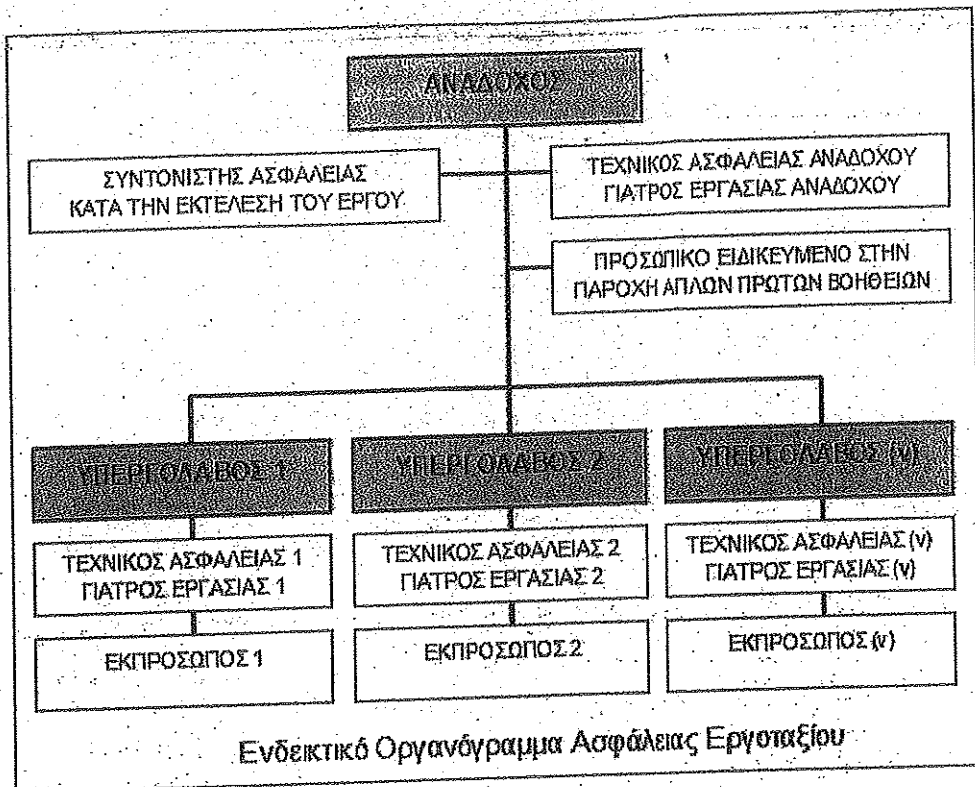 ΑΝΑΔΟΧΟΣ
ΣΥΝΤΟΝΙΣΤΗΣ ΑΣΦΑΛΕΙΑΣ
ΚΑΤΑ ΤΗΝ ΕΚΤΕΛΕΣΗ ΤΟΥ ΕΡΓΟΥ
ΤΕΧΝΙΚΟΣ ΑΣΦΑΛΕΙΑΣ ΑΝΑΔΟΧΟΥ
ΓΙΑΤΡΟΣ ΕΡΓΑΣΙΑΣ ΑΝΑΔΟΧΟΥ
ΠΡΟΣΩΠΙΚΟ ΕΙΔΙΚΕΥΜΕΝΟ ΣΤΗΝ
ΠΑΡΟΧΗ ΑΠΛΩΝ ΠΡΩΤΩΝ ΒΟΗΘΕΙΩΝ
ΥΠΕΡΓΟΛΑΒΟΣ 1
ΤΕΧΝΙΚΟΣ ΑΣΦΑΛΕΙΑΣ 1
ΓΙΑΤΡΟΣ ΕΡΓΑΣΙΑΣ 1
ΕΚΠΡΟΣΩΠΟΣ 1
ΥΠΕΡΓΟΛΑΒΟΣ 2
ΤΕΧΝΙΚΟΣ ΑΣΦΑΛΕΙΑΣ 2
ΓΙΑΤΡΟΣ ΕΡΓΑΣΙΑΣ 2
ΕΚΠΡΟΣΩΠΟΣ 2
ΥΠΕΡΓΟΛΑΒΟΣ (ν)
ΤΕΧΝΙΚΟΣ ΑΣΦΑΛΕΙΑΣ (ν)
ΓΙΑΤΡΟΣ ΕΡΓΑΣΙΑΣ (ν)
ΕΚΠΡΟΣΩΠΟΣ (ν)
Ενδεικτικό Οργανόγραμμα Ασφάλειας Εργοταξίου